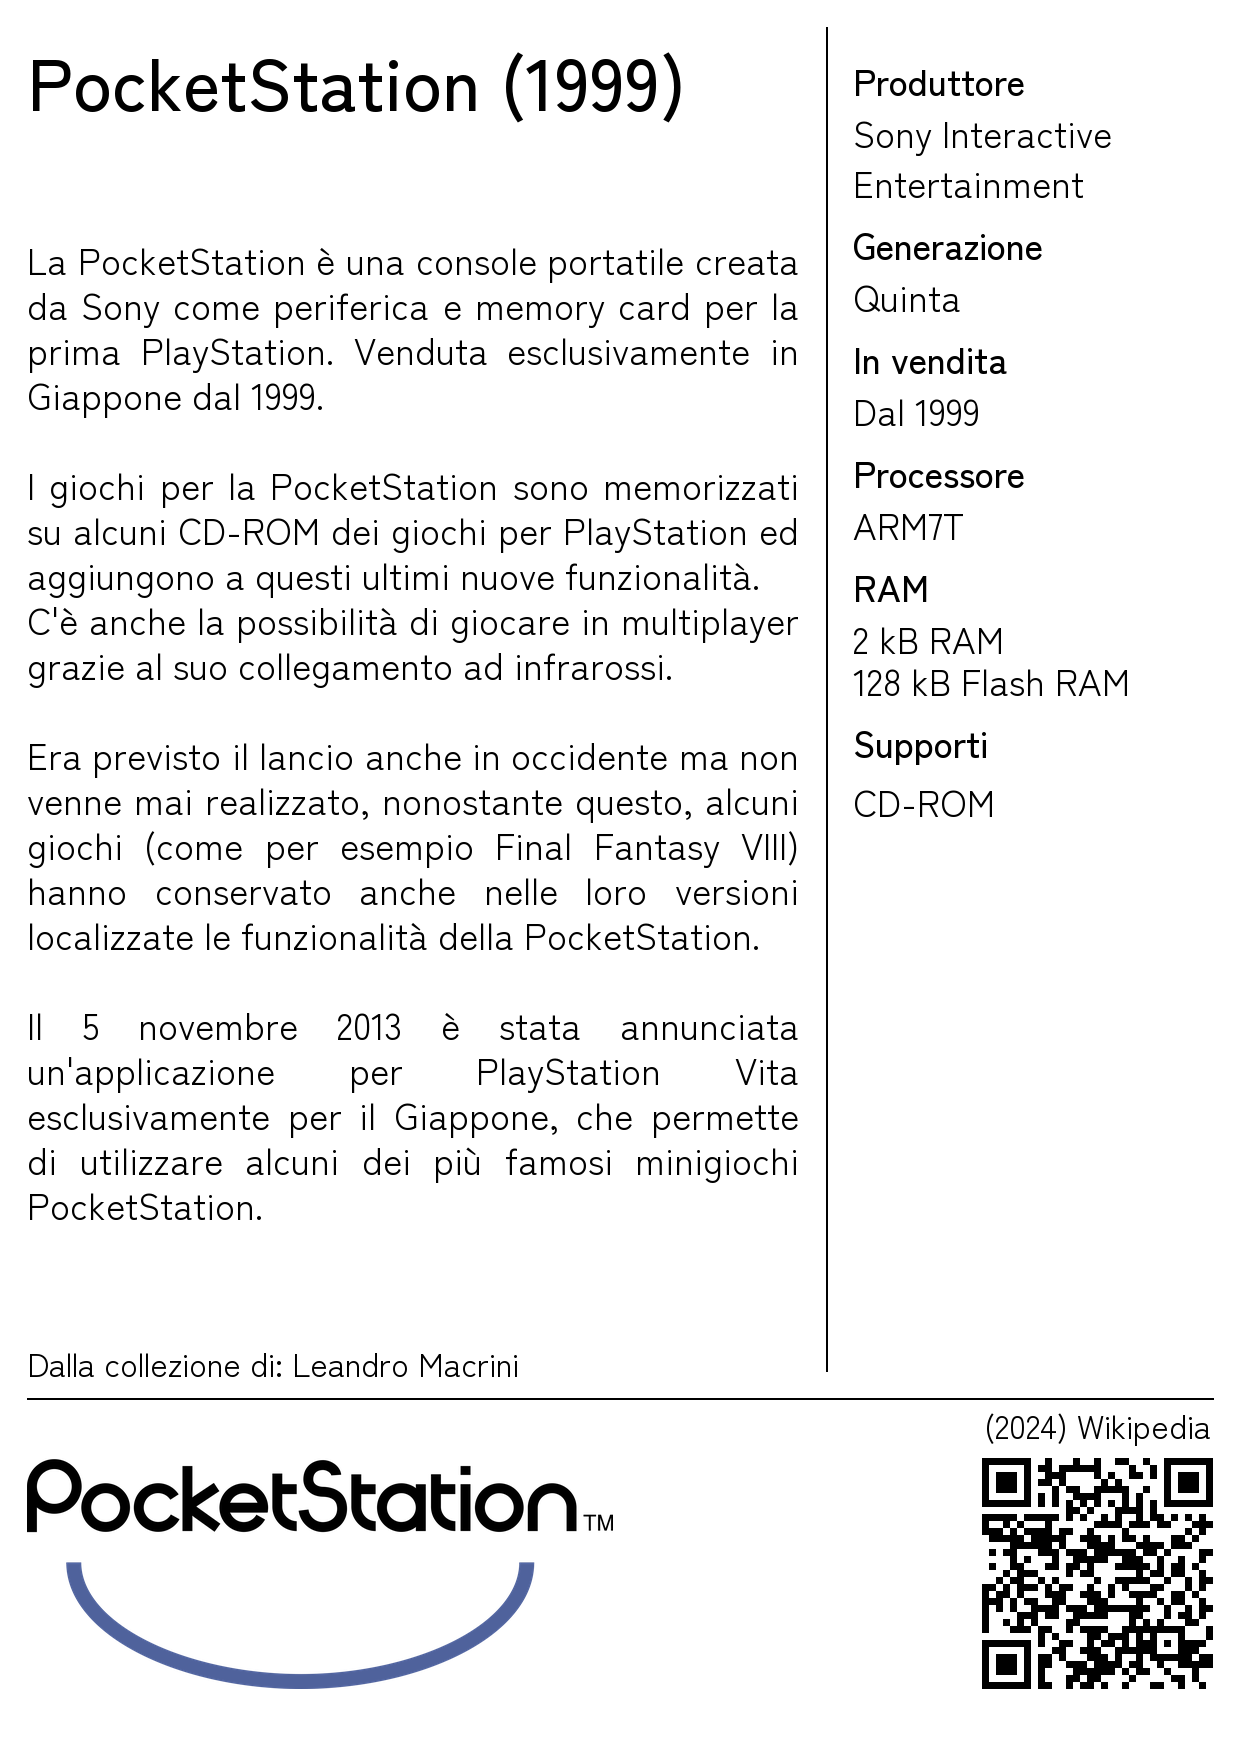 PocketStation (1999)
La PocketStation è una console portatile creata
da Sony come periferica e memory card per la
prima PlayStation. Venduta esclusivamente in
Giappone dal 1999.
I giochi per la PocketStation sono memorizzati
su alcuni CD-ROM dei giochi per PlayStation ed
aggiungono a questi ultimi nuove funzionalità.
C'è anche la possibilità di giocare in multiplayer
grazie al suo collegamento ad infrarossi.
Era previsto il lancio anche in occidente ma non
venne mai realizzato, nonostante questo, alcuni
giochi (come per esempio Final Fantasy VIII)
hanno conservato anche nelle loro versioni
localizzate le funzionalità della PocketStation.
Il 5 novembre 2013 è stata annunciata
un'applicazione per PlayStation Vita
esclusivamente per il Giappone, che permette
di utilizzare alcuni dei più famosi minigiochi
PocketStation.
Dalla collezione di: Leandro Macrini
Produttore
Sony Interactive
Entertainment
Generazione
Quinta
In vendita
Dal 1999
Processore
ARM7T
RAM
2 kB RAM
128 kB Flash RAM
Supporti
CD-ROM
(2024) Wikipedia
PocketStation™